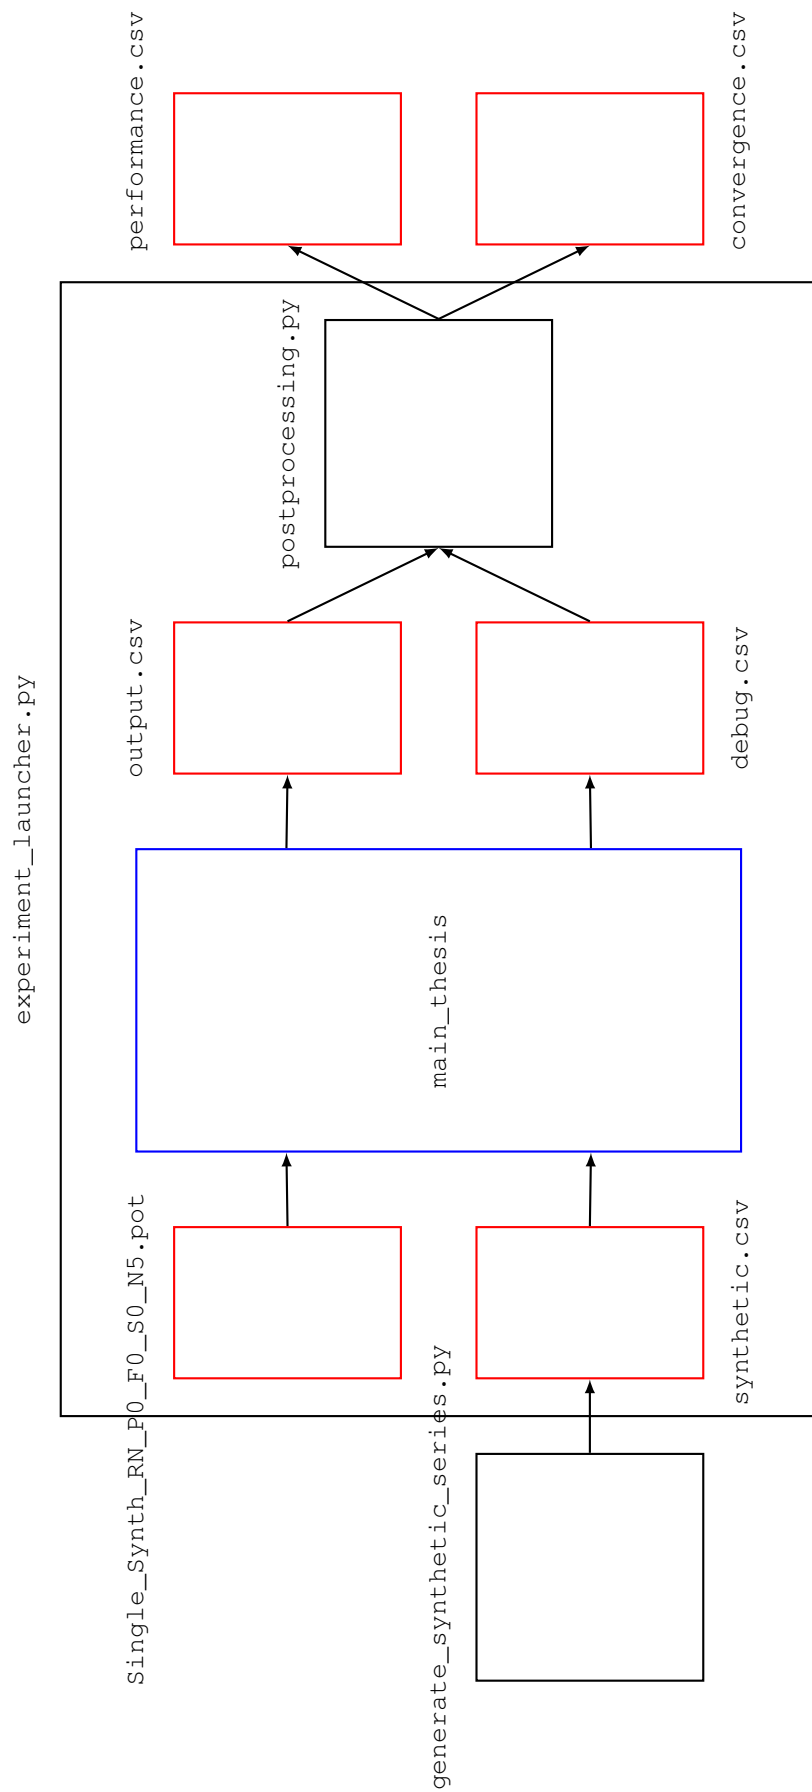 experiment_launcher.py
Single_Synth_RN_P0_F0_S0_N5.pot
output.csv
performance.csv
postprocessing.py
generate_synthetic_series.py
main_thesis
synthetic.csv
debug.csv
convergence.csv